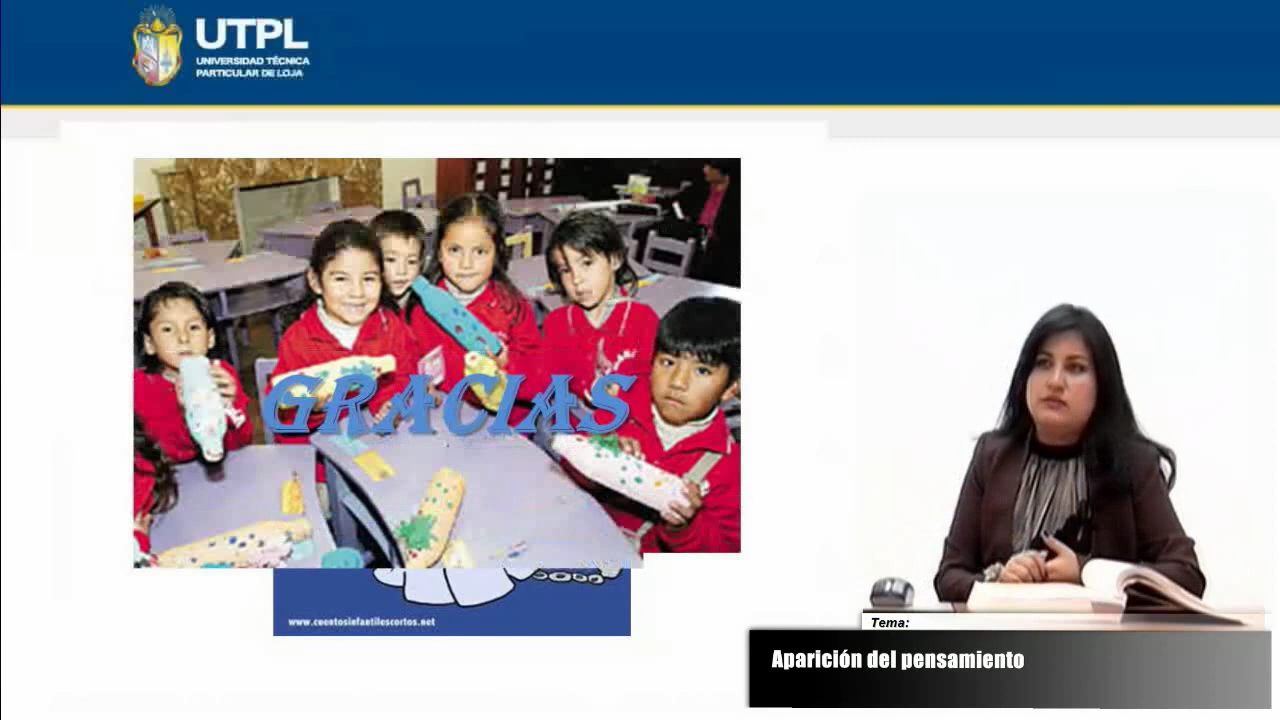 UTPL
UNIVERSIDAD TÉCNICA
PARTICULAR DE LOJA
GRACIAS
www.cuentosinfantilescortos.net
Tema:
Aparición del pensamiento